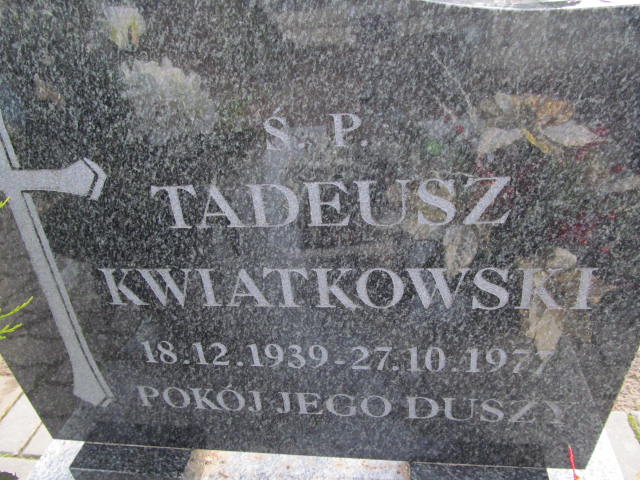 Ś. P.
TADEUSZ
KWIATKOWSKI
18.12.1939-27.10.1977
POKÓJ JEGO DUSZY